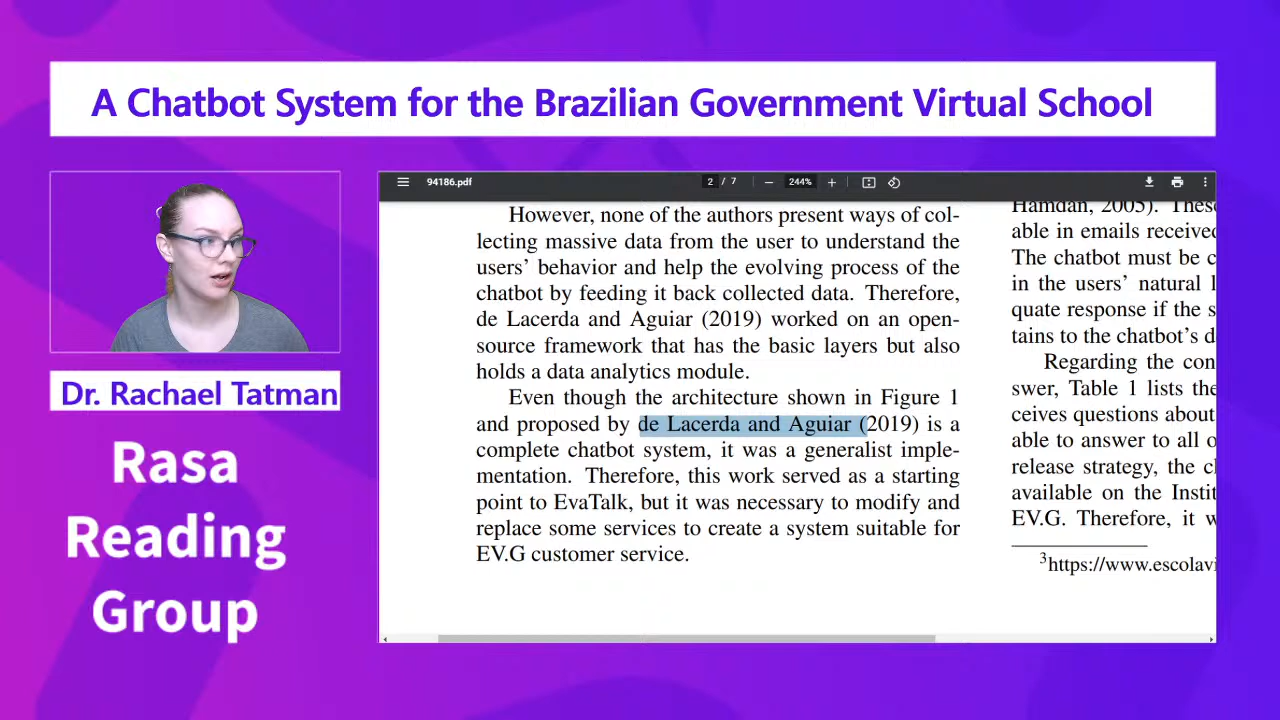 A Chatbot System for the Brazilian Government Virtual School
94186.pdf
2 / 7
244%
However, none of the authors present ways of col-
lecting massive data from the user to understand the
users' behavior and help the evolving process of the
chatbot by feeding it back collected data. Therefore,
de Lacerda and Aguiar (2019) worked on an open-
source framework that has the basic layers but also
holds a data analytics module.
Even though the architecture shown in Figure 1
and proposed by de Lacerda and Aguiar (2019) is a
complete chatbot system, it was a generalist imple-
mentation. Therefore, this work served as a starting
point to EvaTalk, but it was necessary to modify and
replace some services to create a system suitable for
EV.G customer service.
Hamdan, 2005). These
able in emails received
The chatbot must be c
in the users' natural l
quate response if the s
tains to the chatbot's d
Regarding the con
swer, Table 1 lists the
ceives questions about
able to answer to all o
release strategy, the cl
available on the Instit
EV.G. Therefore, it w
3https://www.escolavi
Dr. Rachael Tatman
Rasa
Reading
Group